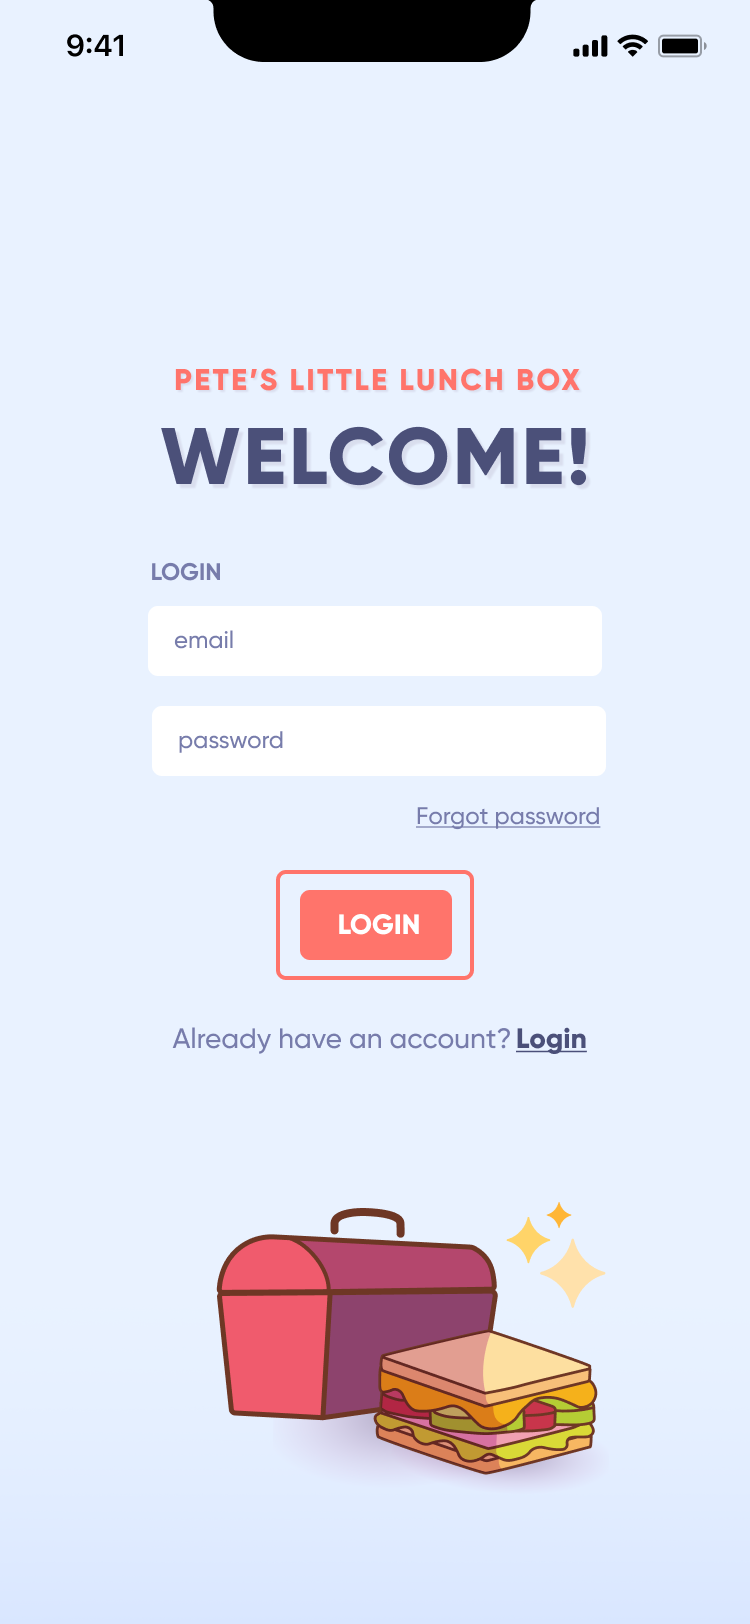 9:41
PETE’S LITTLE LUNCH BOX
WELCOME!
LOGIN
email
password
Forgot password
LOGIN
Already have an account? Login